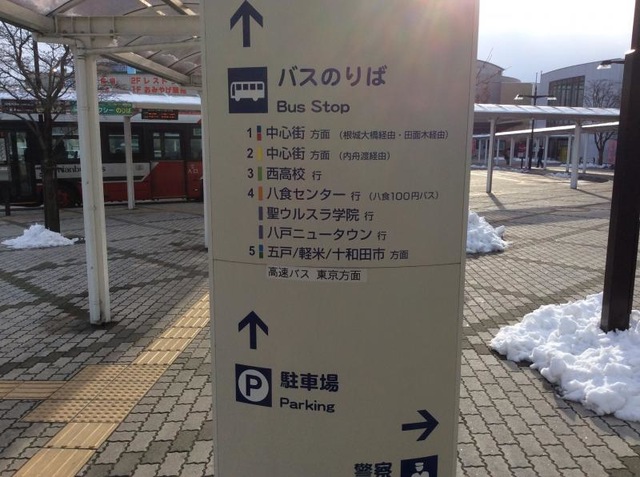 バスのりば
Bus Stop
1 中心街 方面 （根城大橋経由・田面木経由）
2 中心街 方面 （内舟渡経由）
3 西高校 行
4 八食センター 行 （八食100円バス）
聖ウルスラ学院 行
八戸ニュータウン 行
5 五戸/軽米/十和田市 方面
高速バス 東京方面
P 駐車場
Parking
警察